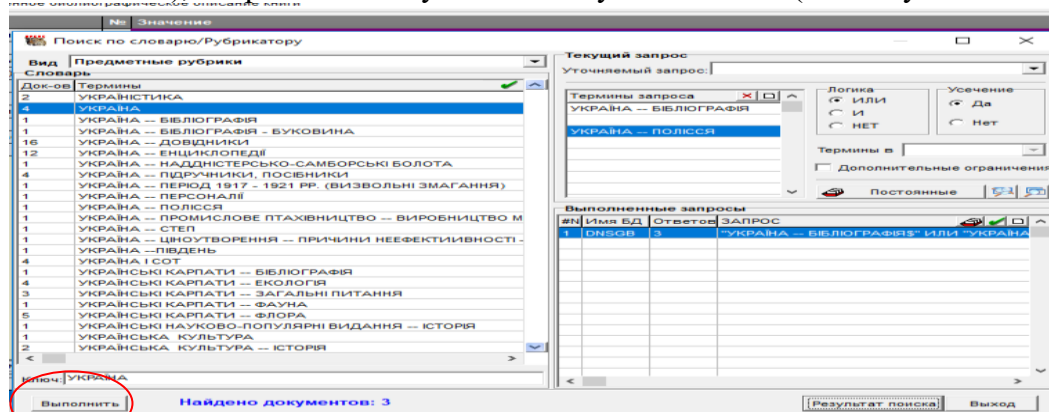 нное библиографическое описание книги
№ Значение
Поиск по словарю/Рубрикатору
Вид Предметные рубрики
Словарь
Док-ов Термины
2 УКРАЇНІСТИКА
4 УКРАЇНА
1 УКРАЇНА -- БІБЛІОГРАФІЯ
1 УКРАЇНА -- БІБЛІОГРАФІЯ - БУКОВИНА
16 УКРАЇНА -- ДОВІДНИКИ
12 УКРАЇНА -- ЕНЦИКЛОПЕДІЇ
1 УКРАЇНА -- НАДДНІСТЕРСЬКО-САМБОРСЬКІ БОЛОТА
4 УКРАЇНА -- ПІДРУЧНИКИ, ПОСІБНИКИ
1 УКРАЇНА -- ПЕРІОД 1917 - 1921 РР. (ВИЗВОЛЬНІ ЗМАГАННЯ)
1 УКРАЇНА -- ПЕРСОНАЛІЇ
1 УКРАЇНА -- ПОЛІССЯ
1 УКРАЇНА -- ПРОМИСЛОВЕ ПТАХІВНИЦТВО -- ВИРОБНИЦТВО М
1 УКРАЇНА -- СТЕП
1 УКРАЇНА -- ЦІНОУТВОРЕННЯ -- ПРИЧИНИ НЕЕФЕКТИИВНОСТІ -
1 УКРАЇНА --ПІВДЕНЬ
4 УКРАЇНА І СОТ
1 УКРАЇНСЬКІ КАРПАТИ -- БІБЛІОГРАФІЯ
4 УКРАЇНСЬКІ КАРПАТИ -- ЕКОЛОГІЯ
3 УКРАЇНСЬКІ КАРПАТИ -- ЗАГАЛЬНІ ПИТАННЯ
1 УКРАЇНСЬКІ КАРПАТИ -- ФАУНА
5 УКРАЇНСЬКІ КАРПАТИ -- ФЛОРА
1 УКРАЇНСЬКІ НАУКОВО-ПОПУЛЯРНІ ВИДАННЯ -- ІСТОРІЯ
1 УКРАЇНСЬКА КУЛЬТУРА
2 УКРАЇНСЬКА КУЛЬТУРА -- ІСТОРІЯ
Ключ: УКРАЇНА
Выполнить
Найдено документов: 3
Текущий запрос
Уточняемый запрос:
Термины запроса
УКРАЇНА -- БІБЛІОГРАФІЯ
УКРАЇНА -- ПОЛІССЯ
Логика
ИЛИ
И
НЕТ
Усечение
Да
Нет
Термины в
Дополнительные ограничения
Постоянные
Выполненные запросы
#N Имя БД Ответов ЗАПРОС
1 DNSGB 3 "УКРАЇНА -- БІБЛІОГРАФІЯ$" ИЛИ "УКРАЇНА
Результат поиска
Выход